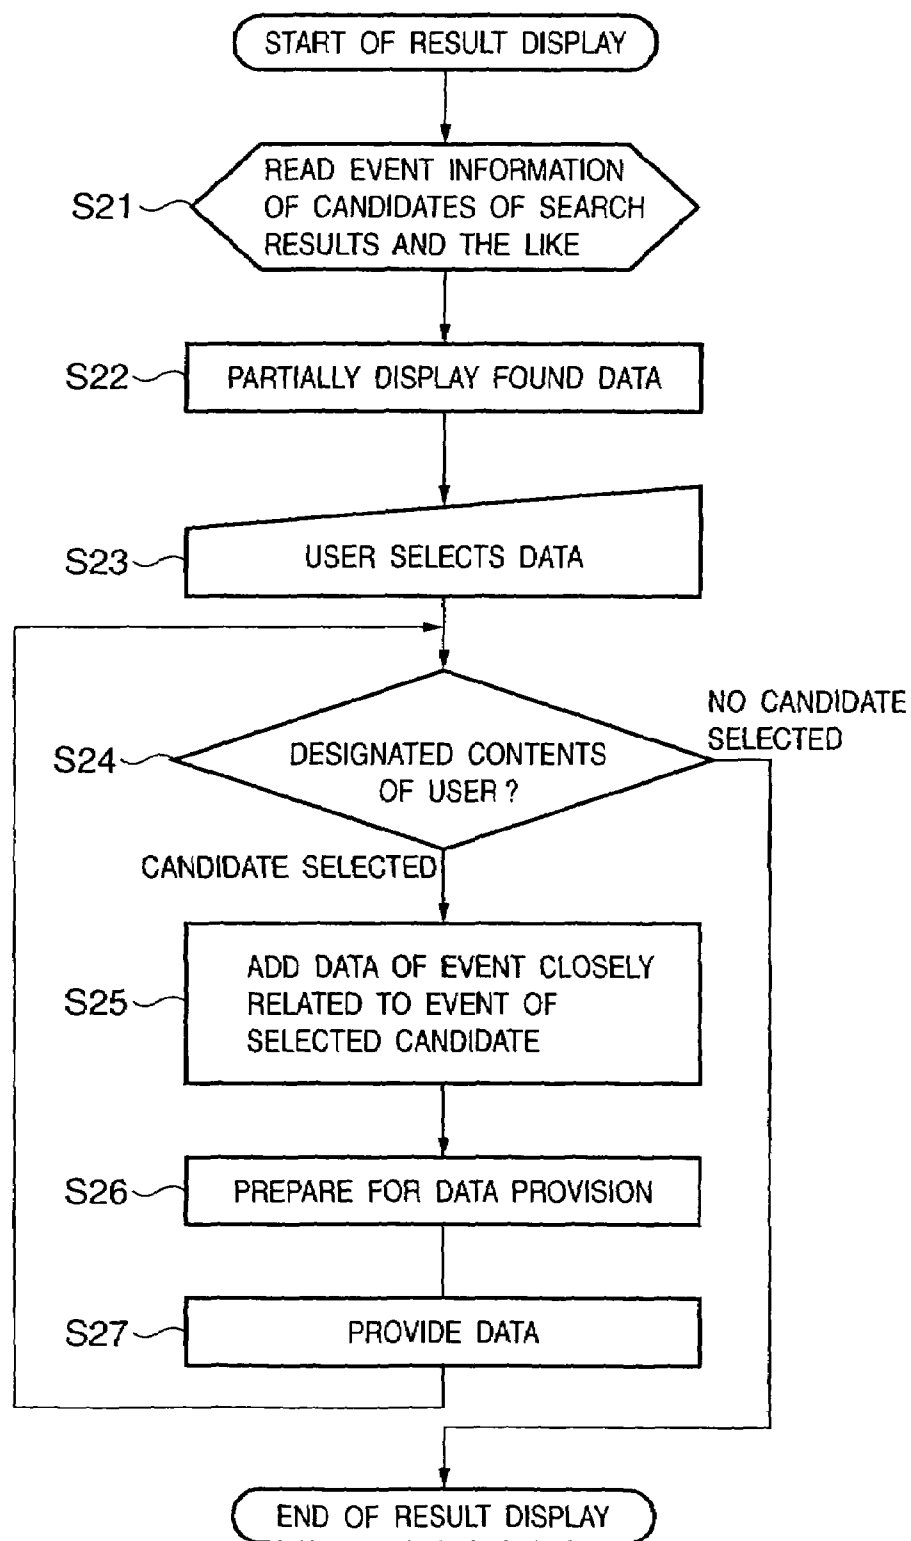 START OF RESULT DISPLAY
S21
READ EVENT INFORMATION
OF CANDIDATES OF SEARCH
RESULTS AND THE LIKE
S22
PARTIALLY DISPLAY FOUND DATA
S23
USER SELECTS DATA
S24
DESIGNATED CONTENTS
OF USER?
NO CANDIDATE
SELECTED
CANDIDATE SELECTED
S25
ADD DATA OF EVENT CLOSELY
RELATED TO EVENT OF
SELECTED CANDIDATE
S26
PREPARE FOR DATA PROVISION
S27
PROVIDE DATA
END OF RESULT DISPLAY